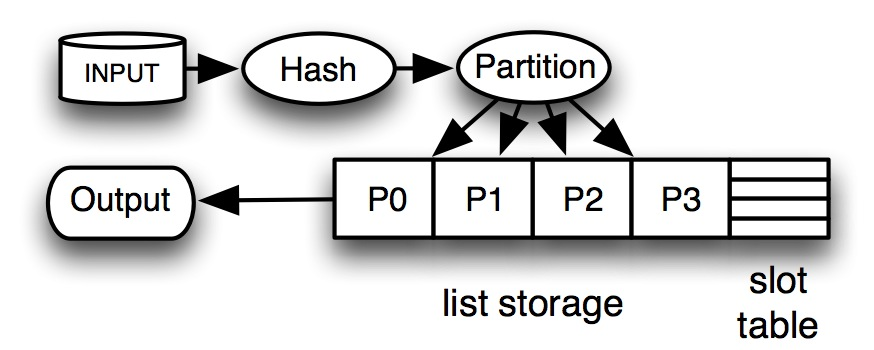 INPUT
Hash
Partition
Output
P0
P1
P2
P3
list storage
slot
table